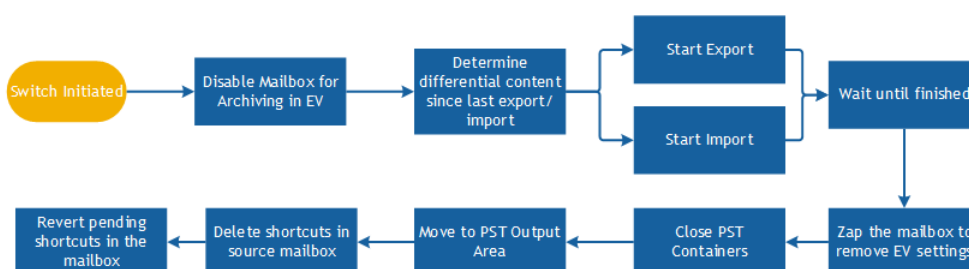 Switch Initiated
Disable Mailbox for
Archiving in EV
Determine
differential content
since last export/
import
Start Export
Start Import
Wait until finished
Zap the mailbox to
remove EV settings
Close PST
Containers
Move to PST Output
Area
Delete shortcuts in
source mailbox
Revert pending
shortcuts in the
mailbox